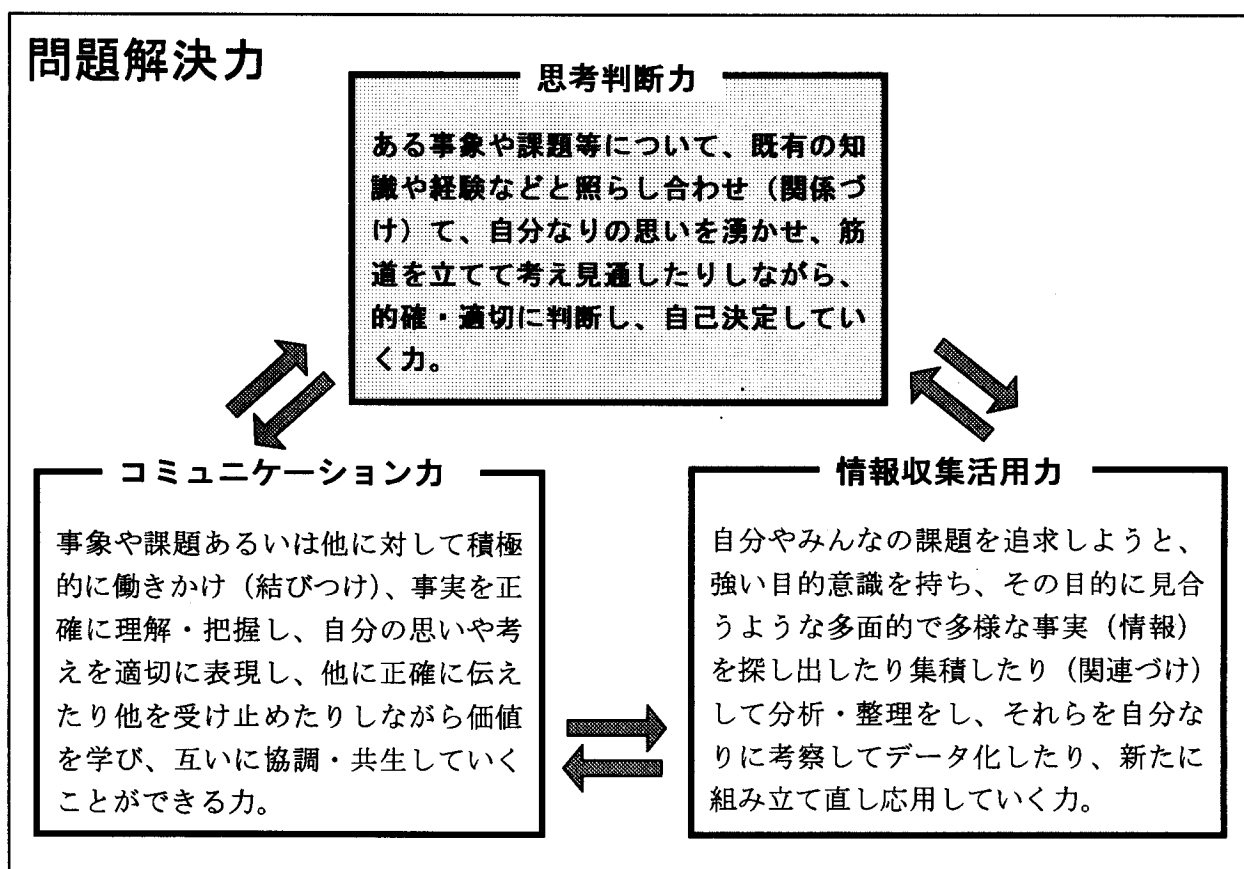 問題解決力
思考判断力
ある事象や課題等について、既有の知
識や経験などと照らし合わせ（関係づ
け）て、自分なりの思いを湧かせ、筋
道を立てて考え見通したりしながら、
的確・適切に判断し、自己決定してい
く力。
コミュニケーション力
事象や課題あるいは他に対して積極
的に働きかけ（結びつけ）、事実を正
確に理解・把握し、自分の思いや考
えを適切に表現し、他に正確に伝え
たり他を受け止めたりしながら価値
を学び、互いに協調・共生していく
ことができる力。
情報収集活用力
自分やみんなの課題を追求しようと、
強い目的意識を持ち、その目的に見合
うような多面的で多様な事実（情報）
を探し出したり集積したり（関連づけ）
して分析・整理をし、それらを自分な
りに考察してデータ化したり、新たに
組み立て直し応用していく力。